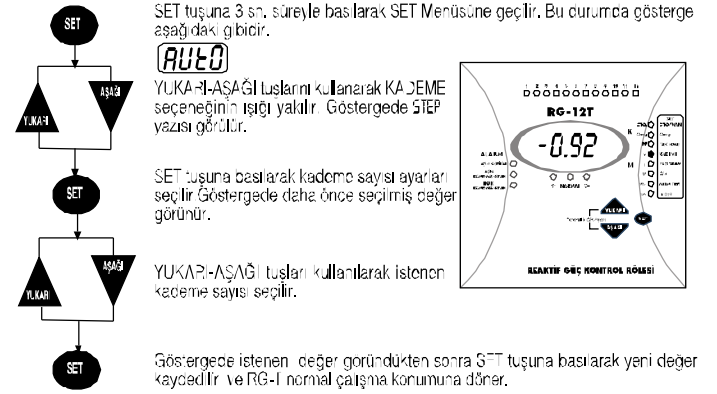 SET
SET tuşuna 3 sn. süreyle basılarak SET Menüsüne geçilir. Bu durumda gösterge
aşağıdaki gibidir.
AUtO
YUKARI
AŞAĞI
YUKARI-AŞAĞI tuşlarını kullanarak KADEME
seçeneğinin ışığı yakılır. Göstergede STEP
yazısı görülür.
SET
SET tuşuna basılarak kademe sayısı ayarları
seçilir Göstergede daha önce seçilmiş değer
görünür.
YUKARI
AŞAĞI
YUKARI-AŞAĞI tuşları kullanılarak istenen
kademe sayısı seçilir.
SET
Göstergede istenen değer göründükten sonra SET tuşuna basılarak yeni değer
kaydedilir ve RG-T normal çalışma konumuna döner.
RG-12T
-0.92
K
M
ALARM
YUKARI
AŞAĞI
REAKTİF GÜÇ KONTROL RÖLESİ